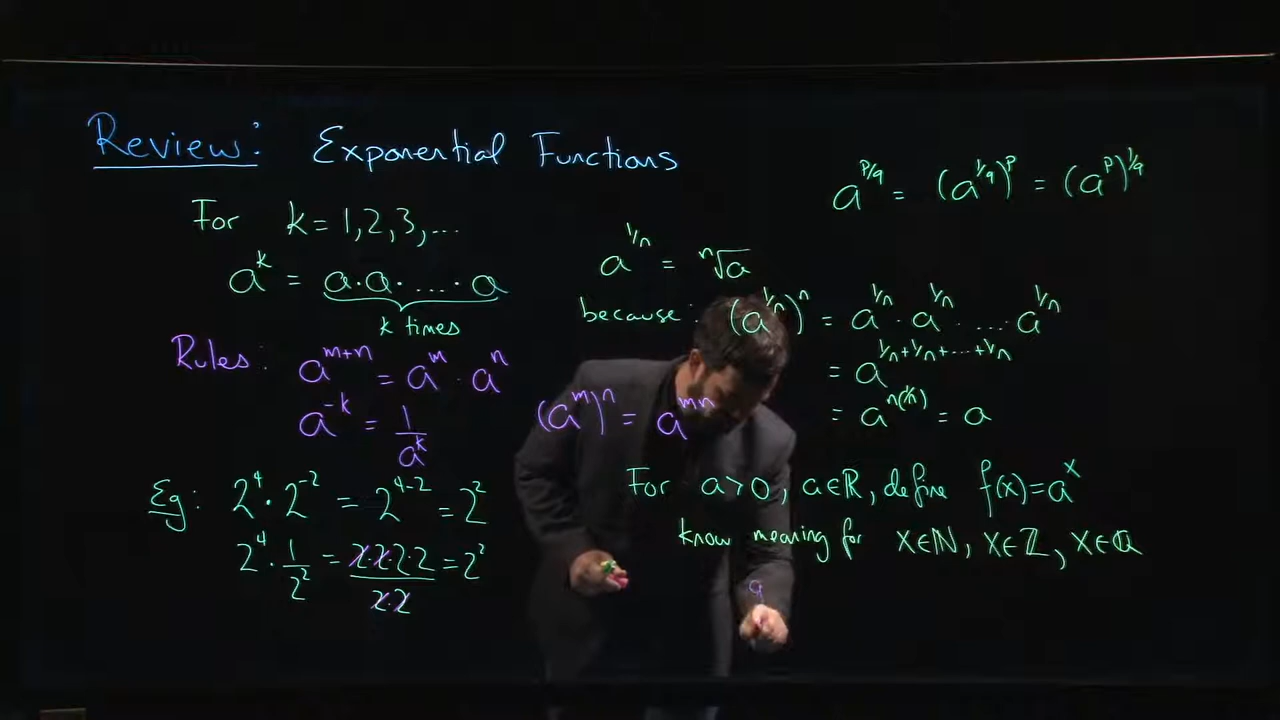 Review: Exponential Functions
For k = 1, 2, 3, ...
a^k = a·a· .... ·a
k times
Rules: a^{m+n} = a^m · a^n
a^{-k} = 1/a^k
(a^m)^n = a^{mn}
Eg: 2^4 · 2^{-2} = 2^{4-2} = 2^2
2^4 · 1/2^2 = 2·2·2·2/2·2 = 2^2
a^{p/q} = (a^{1/q})^p = (a^p)^{1/q}
a^{1/n} = ⁿ√a
because: (a^{1/n})^n = a^{1/n} · a^{1/n} · .... a^{1/n}
= a^{1/n+1/n+...+1/n}
= a^{n(1/n)} = a
For a>0, a∈ℝ, define f(x)=a^x
know meaning for x∈ℕ, x∈ℤ, x∈ℚ